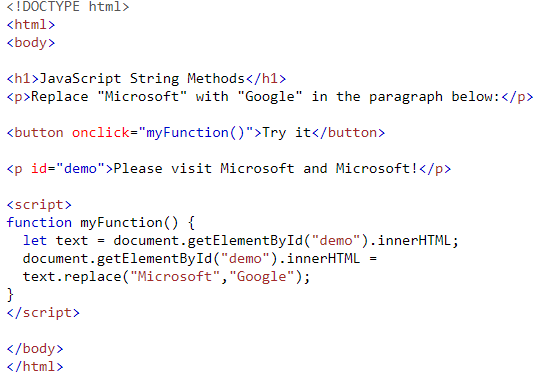 <!DOCTYPE html>
<html>
<body>

<h1>JavaScript String Methods</h1>
<p>Replace "Microsoft" with "Google" in the paragraph below:</p>

<button onclick="myFunction()">Try it</button>

<p id="demo">Please visit Microsoft and Microsoft!</p>

<script>
function myFunction() {
  let text = document.getElementById("demo").innerHTML;
  document.getElementById("demo").innerHTML =
  text.replace("Microsoft","Google");
}
</script>

</body>
</html>